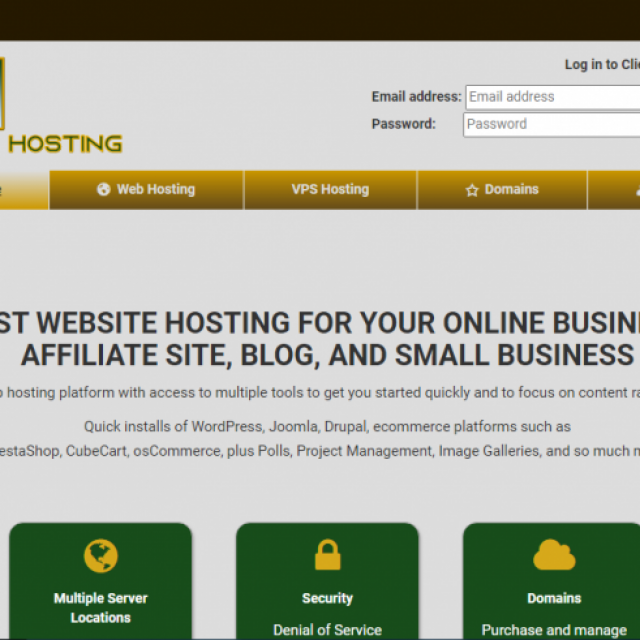 Log in to Clie
Email address: Email address
Password: Password
HOSTING
Web Hosting VPS Hosting Domains
ST WEBSITE HOSTING FOR YOUR ONLINE BUSINE
AFFILIATE SITE, BLOG, AND SMALL BUSINESS
hosting platform with access to multiple tools to get you started quickly and to focus on content ra
Quick installs of WordPress, Joomla, Drupal, ecommerce platforms such as
estaShop, CubeCart, osCommerce, plus Polls, Project Management, Image Galleries, and so much m
Multiple Server
Locations
Security
Denial of Service
Domains
Purchase and manage